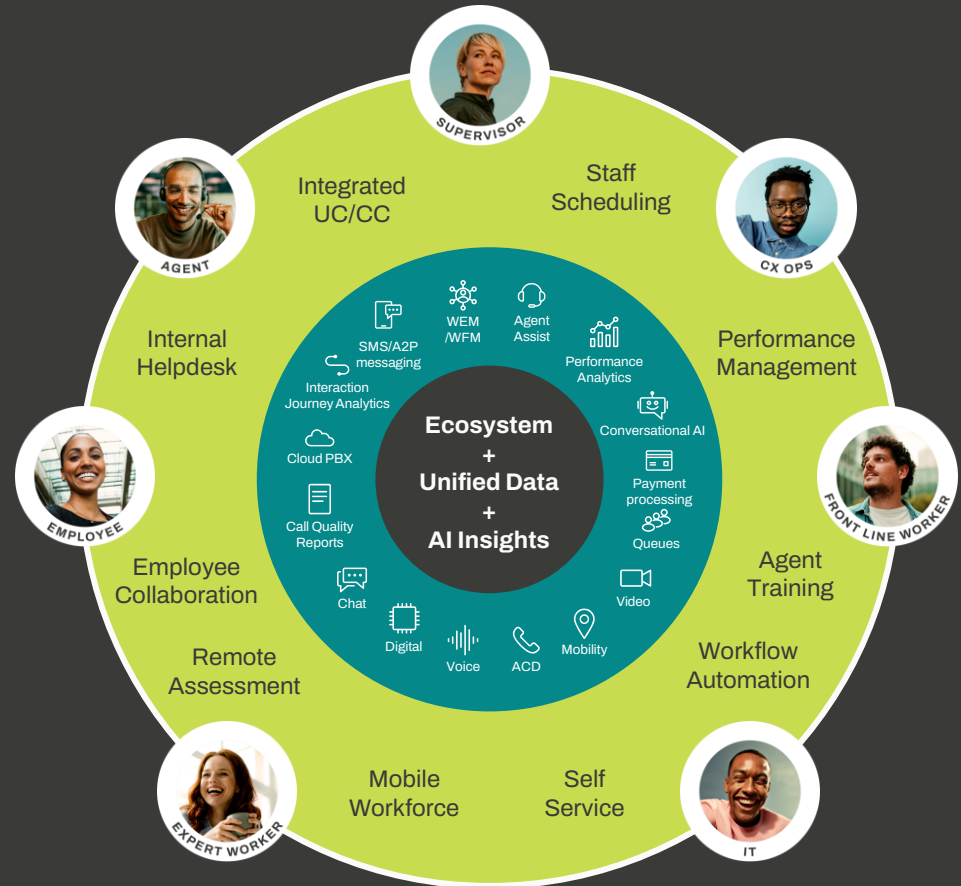 SUPERVISOR
Integrated
UC/CC
Staff
Scheduling
AGENT
CX OPS
Internal
Helpdesk
Performance
Management
EMPLOYEE
FRONT LINE WORKER
Employee
Collaboration
Agent
Training
Remote
Assessment
Workflow
Automation
EXPERT WORKER
Mobile
Workforce
Self
Service
IT
WEM
/WFM
Agent
Assist
SMS/A2P
messaging
Performance
Analytics
Interaction
Journey Analytics
Conversational AI
Cloud PBX
Payment
processing
Call Quality
Reports
Queues
Chat
Video
Digital
Voice
ACD
Mobility
Ecosystem
+
Unified Data
+
AI Insights